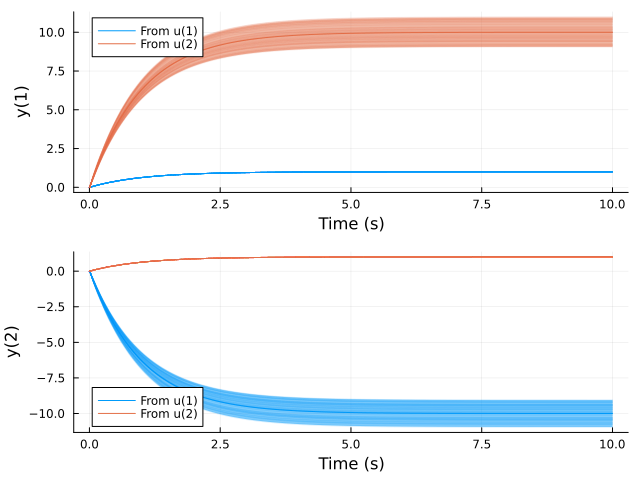 y(1)
10.0
7.5
5.0
2.5
0.0
From u(1)
From u(2)
0.0 2.5 5.0 7.5 10.0
Time (s)
y(2)
0.0
−2.5
−5.0
−7.5
−10.0
From u(1)
From u(2)
0.0 2.5 5.0 7.5 10.0
Time (s)